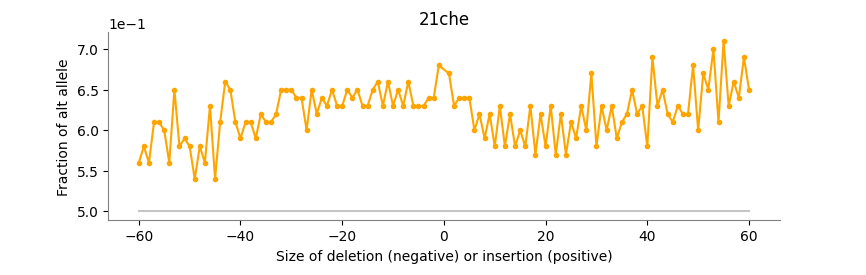 21che
1e−1
Fraction of alt allele
7.0
6.5
6.0
5.5
5.0
−60 −40 −20 0 20 40 60
Size of deletion (negative) or insertion (positive)